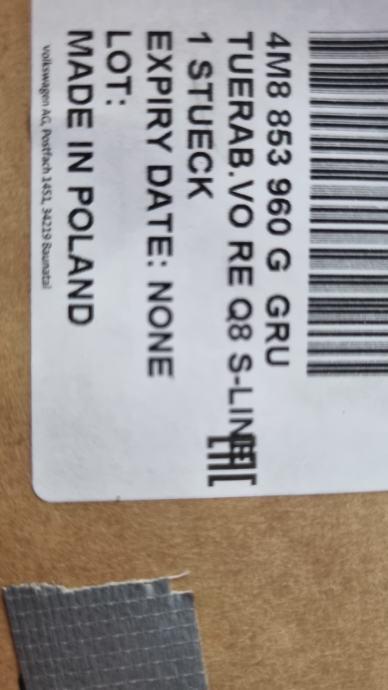 4M8 853 960 G GRU
TUERAB.VO RE Q8 S-LINE
1 STUECK
EXPIRY DATE: NONE
LOT:
MADE IN POLAND
Volkswagen AG, Postfach 1451, 34219 Baunatal